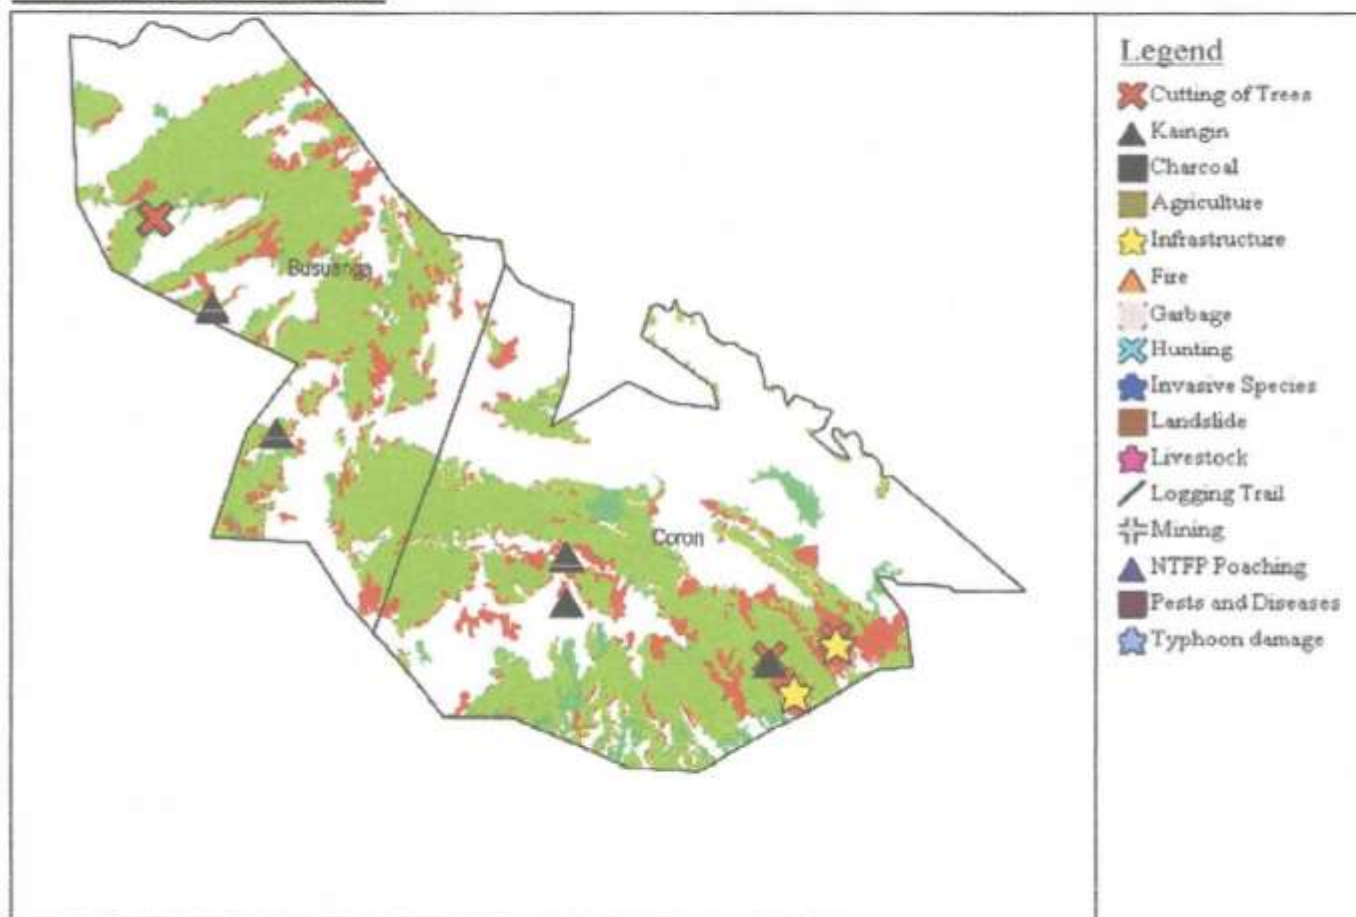 Legend
Cutting of Trees
Kaingin
Charcoal
Agriculture
Infrastructure
Fire
Garbage
Hunting
Invasive Species
Landslide
Livestock
Logging Trail
Mining
NTFP Poaching
Pests and Diseases
Typhoon damage
Busuanga
Coron